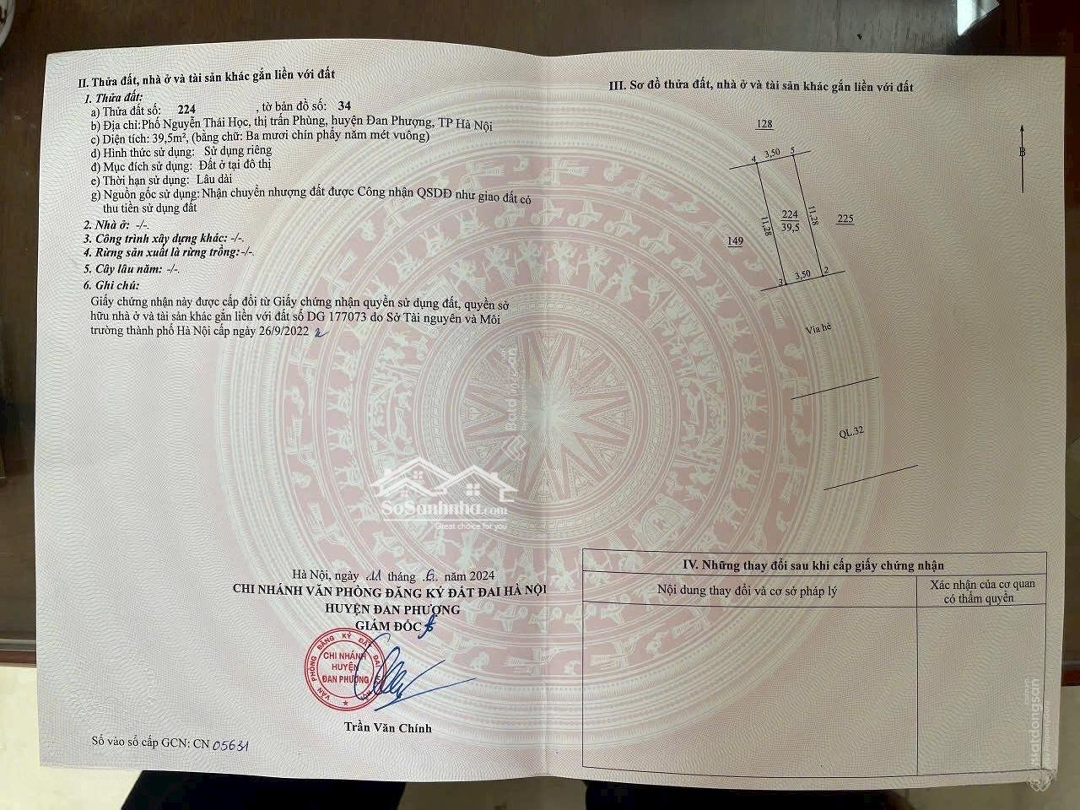 II. Thửa đất, nhà ở và tài sản khác gắn liền với đất
1. Thửa đất:
a) Thửa đất số: 224 , tờ bản đồ số: 34
b) Địa chỉ: Phố Nguyễn Thái Học, thị trấn Phùng, huyện Đan Phượng, TP Hà Nội
c) Diện tích: 39,5m², (bằng chữ: Ba mươi chín phẩy năm mét vuông)
d) Hình thức sử dụng: Sử dụng riêng
đ) Mục đích sử dụng: Đất ở tại đô thị
e) Thời hạn sử dụng: Lâu dài
g) Nguồn gốc sử dụng: Nhận chuyển nhượng đất được Công nhận QSDĐ như giao đất có
thu tiền sử dụng đất
2. Nhà ở: -/-.
3. Công trình xây dựng khác: -/-.
4. Rừng sản xuất là rừng trồng: -/-.
5. Cây lâu năm: -/-.
6. Ghi chú:
Giấy chứng nhận này được cấp đổi từ Giấy chứng nhận quyền sử dụng đất, quyền sở
hữu nhà ở và tài sản khác gắn liền với đất số DG 177073 do Sở Tài nguyên và Môi
trường thành phố Hà Nội cấp ngày 26/9/2022
Hà Nội, ngày 11 tháng 6 năm 2024
CHI NHÁNH VĂN PHÒNG ĐĂNG KÝ ĐẤT ĐAI HÀ NỘI
HUYỆN ĐAN PHƯỢNG
GIÁM ĐỐC
VĂN PHÒNG ĐĂNG KÝ ĐẤT ĐAI
CHI NHÁNH
HUYỆN
ĐAN PHƯỢNG
Trần Văn Chính
Số vào sổ cấp GCN: CN 05631
III. Sơ đồ thửa đất, nhà ở và tài sản khác gắn liền với đất
128
B
4 3,50 5
11,28
224
39,5
11,28
225
149
3 3,50 2
Vỉa hè
QL.32
IV. Những thay đổi sau khi cấp giấy chứng nhận
Nội dung thay đổi và cơ sở pháp lý
Xác nhận của cơ quan
có thẩm quyền
SoSanhnha.com
Great choice for you
Batdongsan
Batdongsan